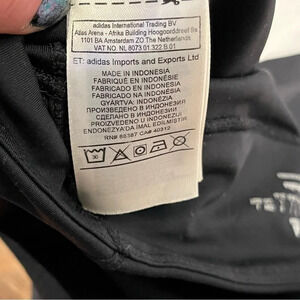 adidas International Trading BV
Atlas Arena - Afrika Building Hoogoorddreef 9a
1101 BA Amsterdam ZO The Netherlands
VAT NO. NL 8073.01.322.B.01
ET: adidas Imports and Exports Ltd
MADE IN INDONESIA
FABRIQUÉ EN INDONÉSIE
FABRICADO EN INDONESIA
FABRICADO NA INDONÉSIA
GYÁRTVA: INDONÉZIA
ПРОИЗВЕДЕНО В ИНДОНЕЗИЯ
СДЕЛАНО В ИНДОНЕЗИИ
PROIZVEDENO U INDONEZIJI
ENDONEZYA'DA İMAL EDİLMİŞTİR
RN# 88387 CA# 40312